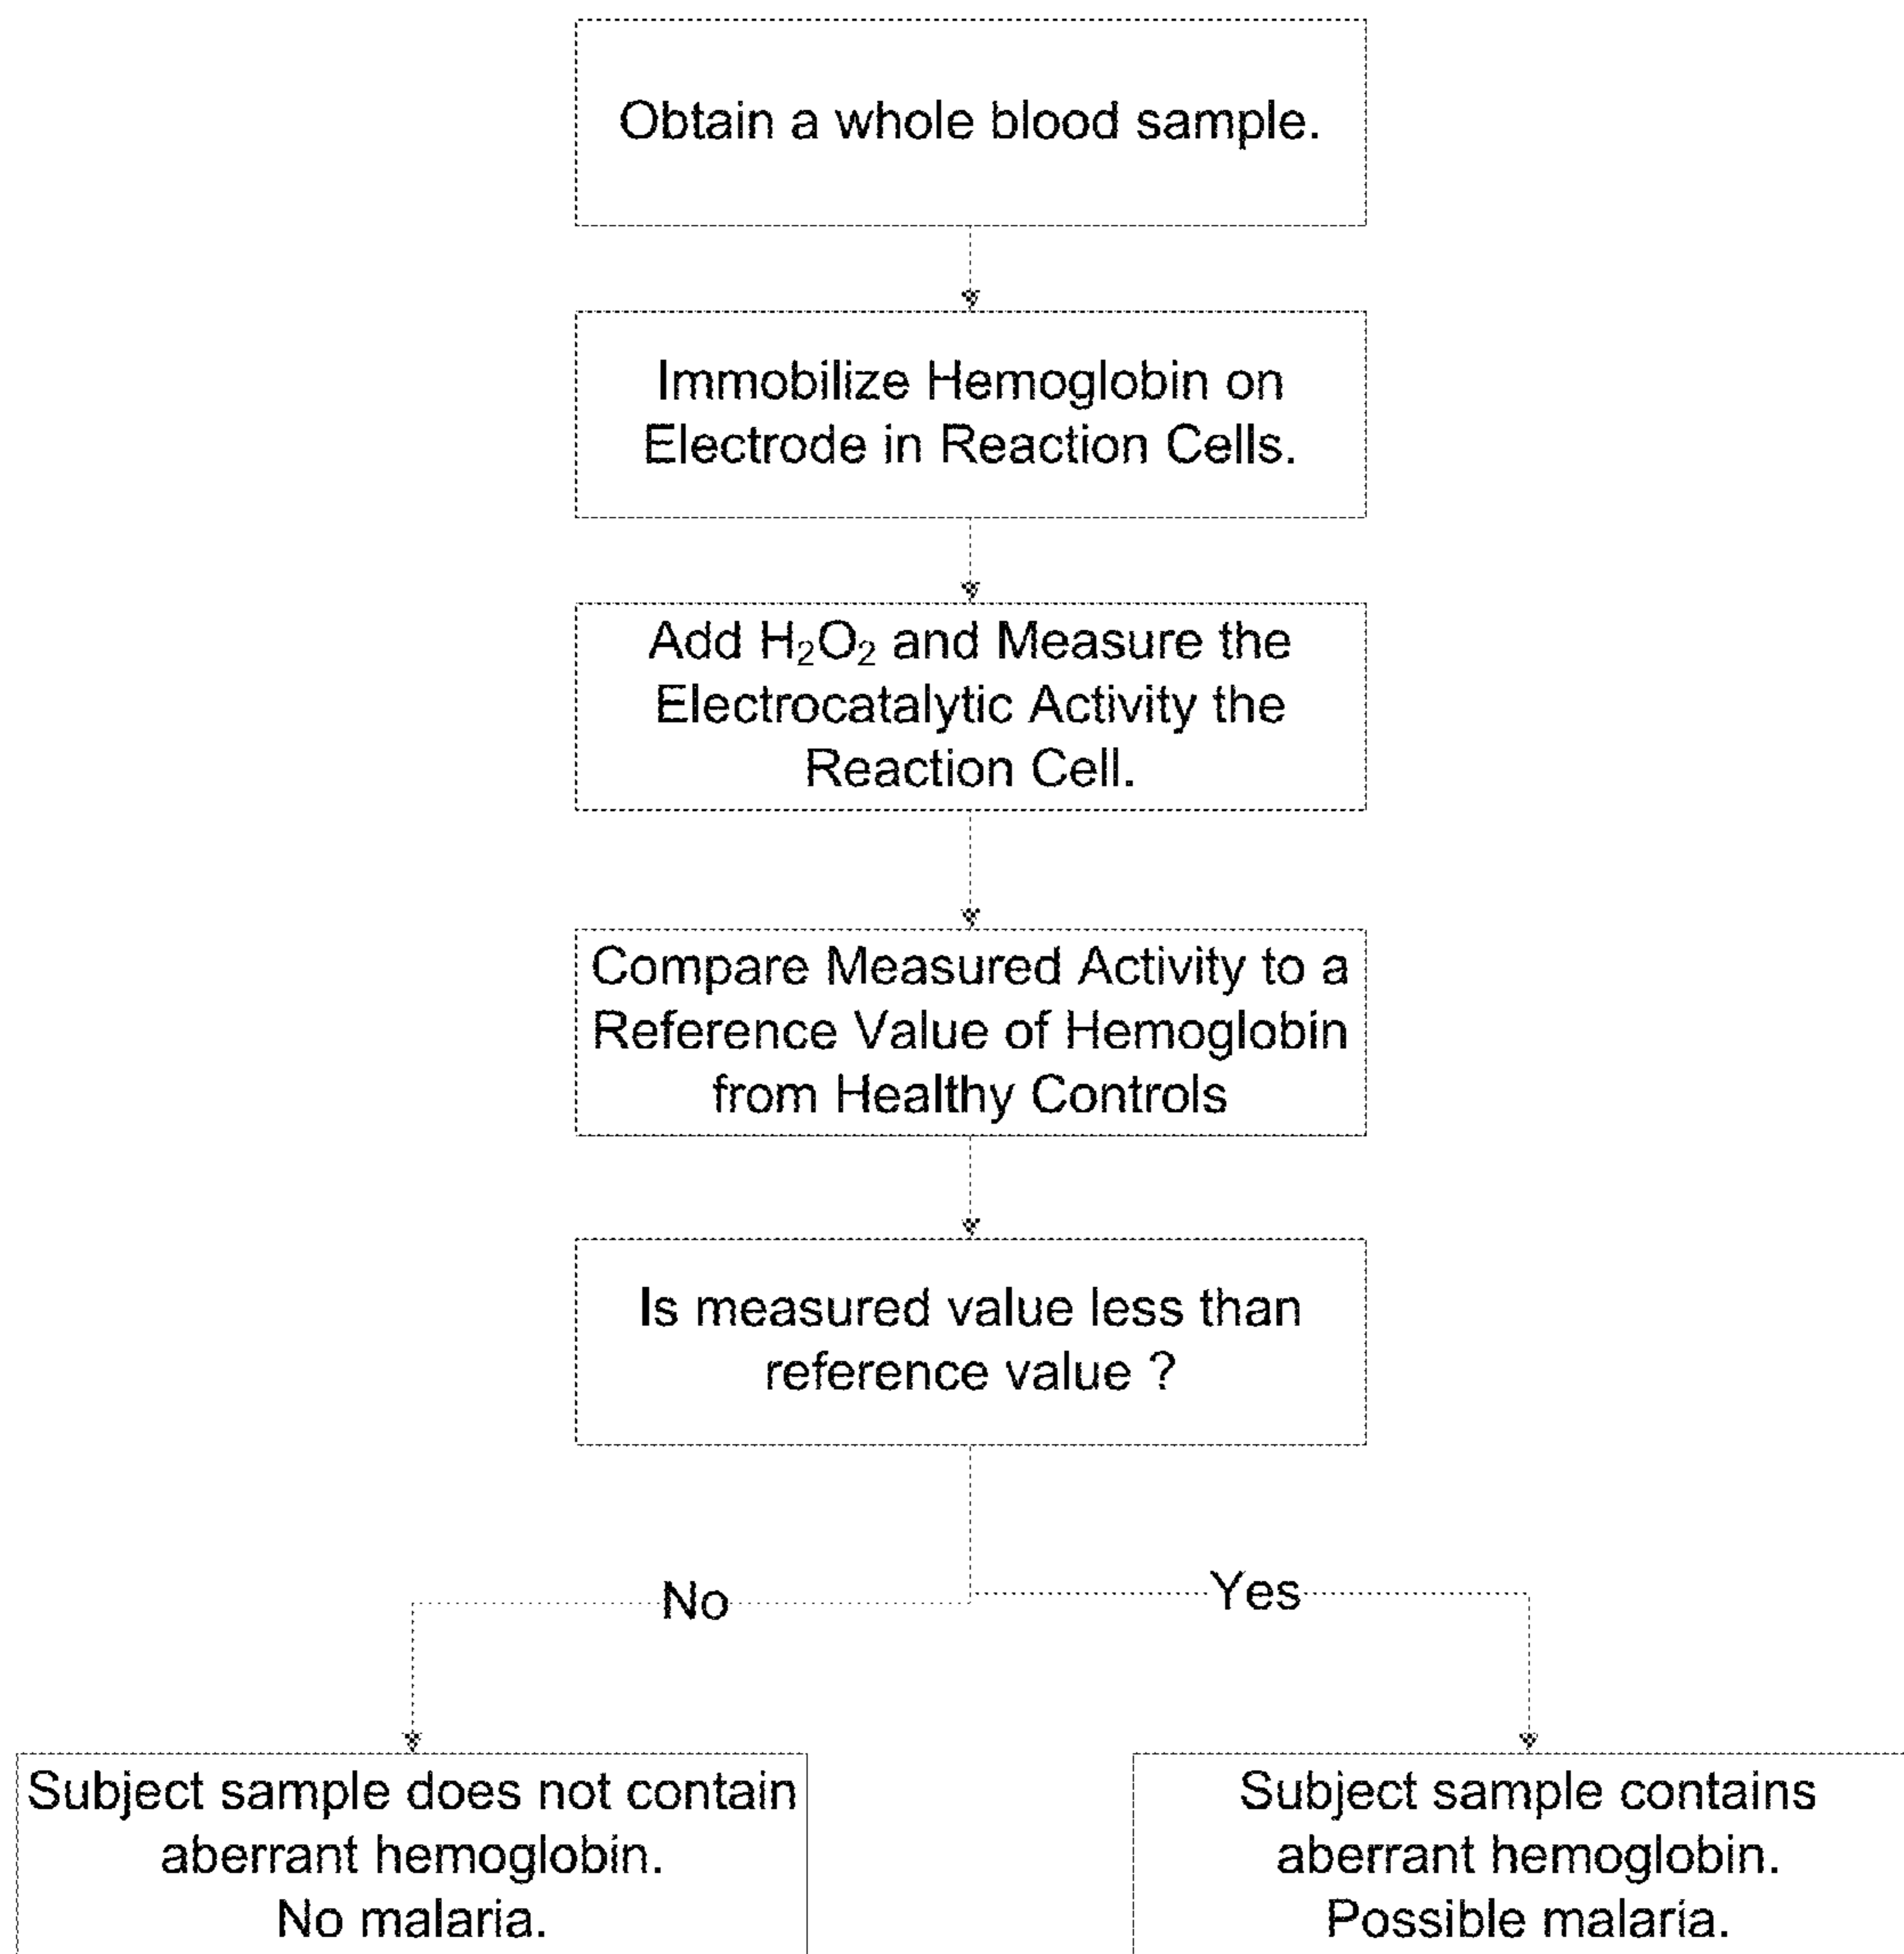 Obtain a whole blood sample.
Immobilize Hemoglobin on
Electrode in Reaction Cells.
Add H₂O₂ and Measure the
Electrocatalytic Activity the
Reaction Cell.
Compare Measured Activity to a
Reference Value of Hemoglobin
from Healthy Controls
Is measured value less than
reference value ?
No
Yes
Subject sample does not contain
aberrant hemoglobin.
No malaria.
Subject sample contains
aberrant hemoglobin.
Possible malaria.